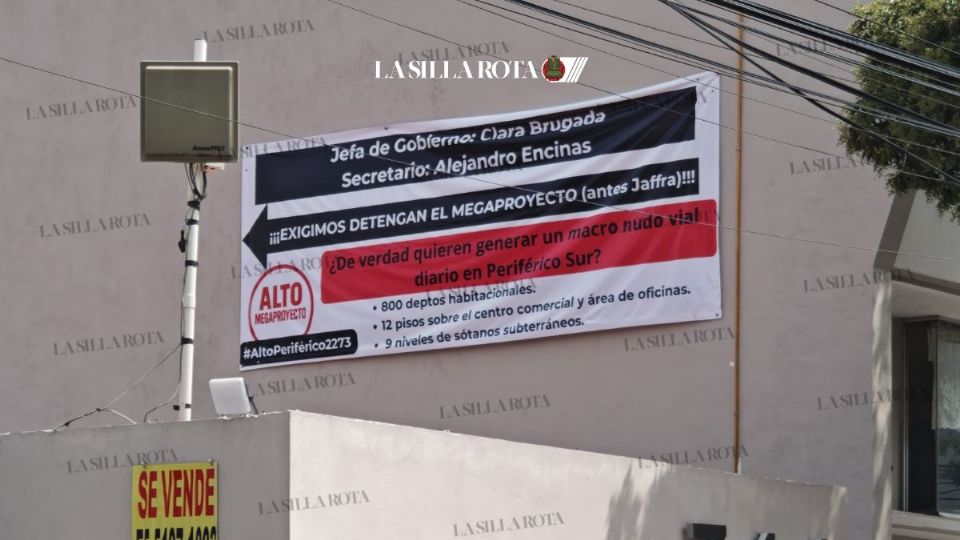 LA SILLA ROTA
Jefa de Gobierno: Clara Brugada
Secretario: Alejandro Encinas
¡¡¡EXIGIMOS DETENGAN EL MEGAPROYECTO (antes Jaffra)!!!
¿De verdad quieren generar un macro nudo vial
diario en Periférico Sur?
ALTO
MEGAPROYECTO
• 800 deptos habitacionales.
• 12 pisos sobre el centro comercial y área de oficinas.
• 9 niveles de sótanos subterráneos.
#AltoPeriférico2273
SE VENDE